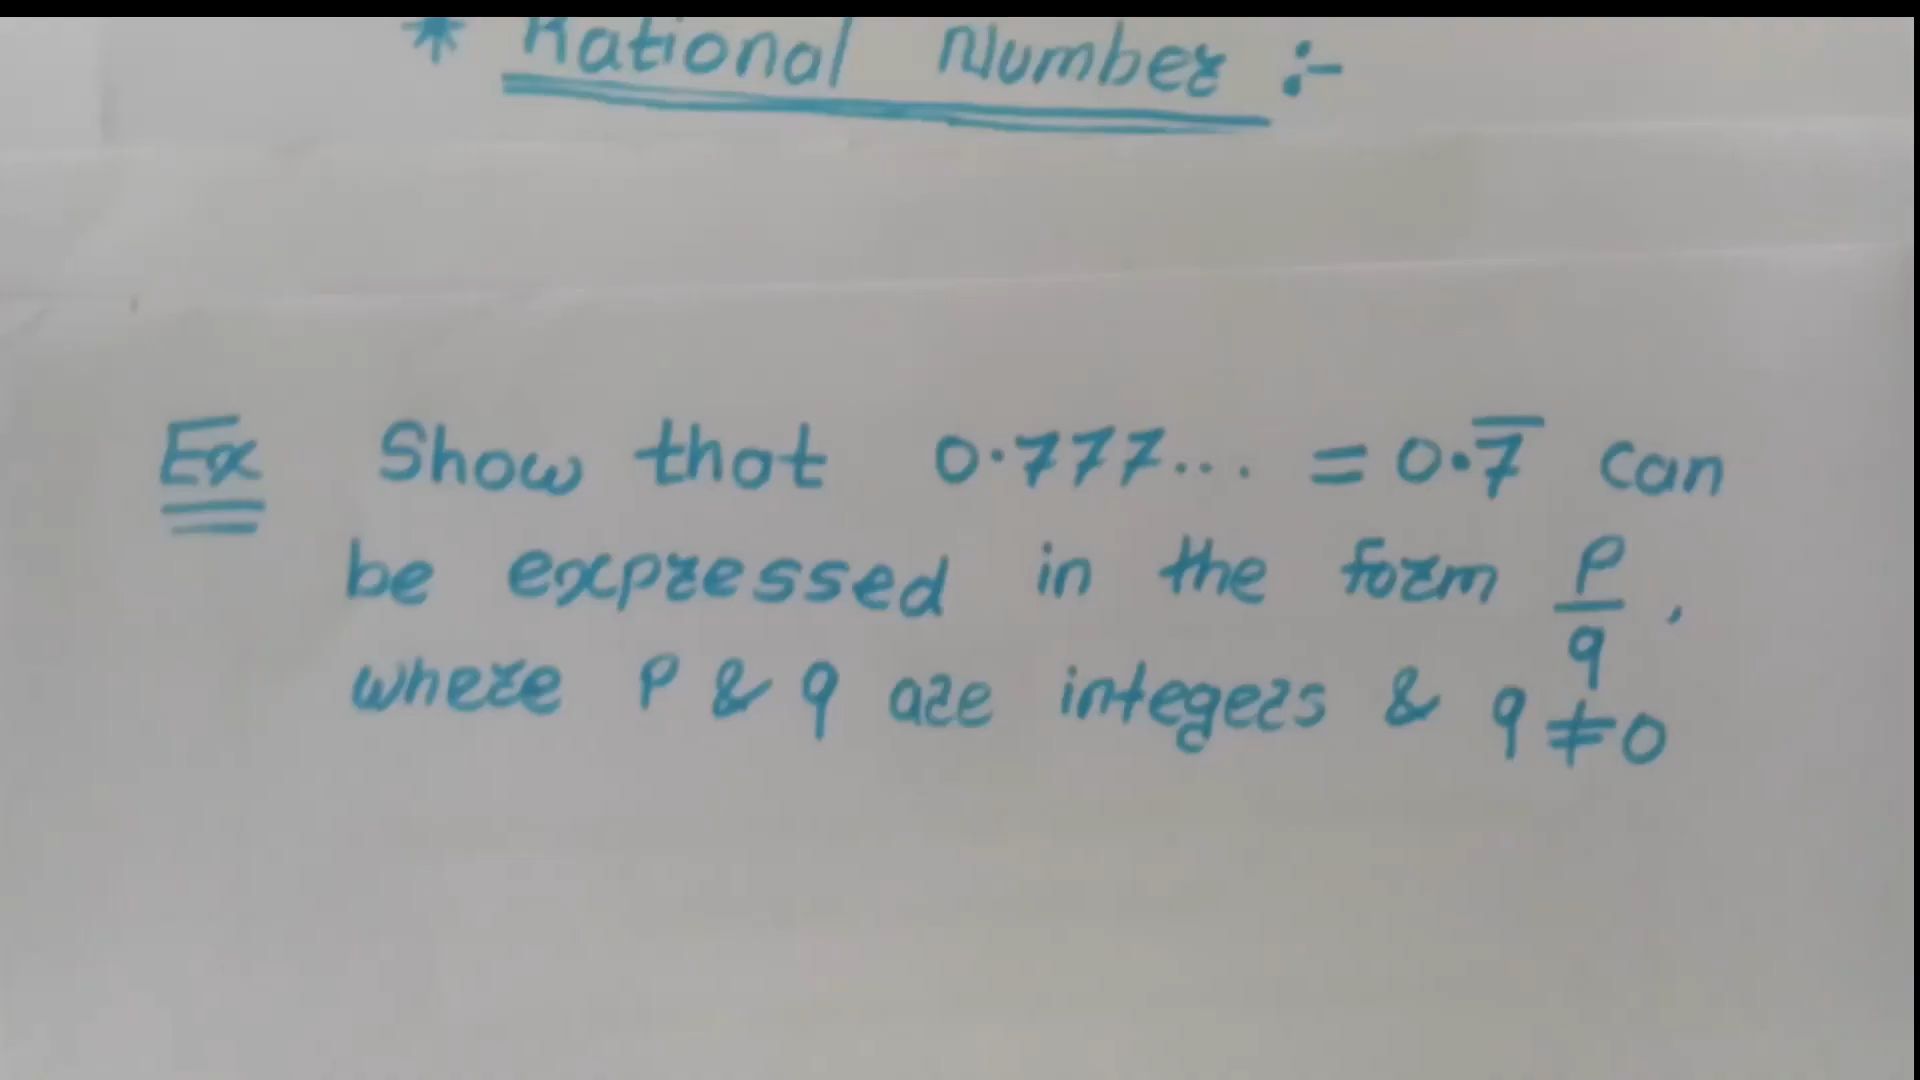 * Rational Number :-
Ex Show that 0.777... = 0.7̅ can
be expressed in the form p/q,
where p & q are integers & q ≠ 0